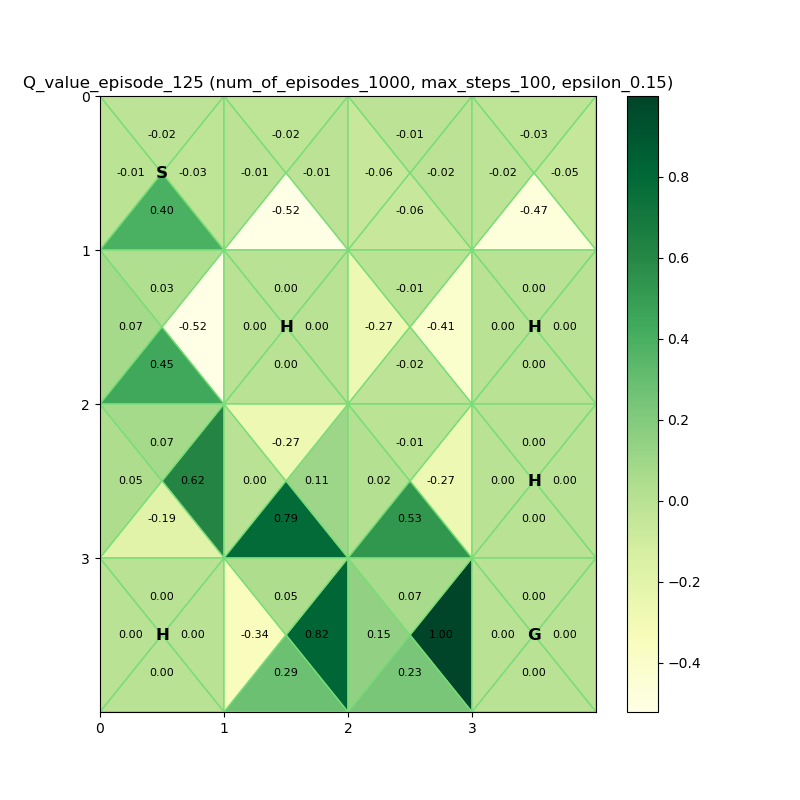 Q_value_episode_125 (num_of_episodes_1000, max_steps_100, epsilon_0.15)
0
-0.02 -0.02 -0.01 -0.03
-0.01 S -0.03 -0.01 -0.01 -0.06 -0.02 -0.02 -0.05
0.8
0.40 -0.52 -0.06 -0.47
1
0.6
0.03 0.00 -0.01 0.00
0.07 -0.52 0.00 H 0.00 -0.27 -0.41 0.00 H 0.00
0.4
0.45 0.00 -0.02 0.00
2
0.2
0.07 -0.27 -0.01 0.00
0.05 0.62 0.00 0.11 0.02 -0.27 0.00 H 0.00
0.0
-0.19 0.79 0.53 0.00
3
−0.2
0.00 0.05 0.07 0.00
0.00 H 0.00 -0.34 0.82 0.15 1.00 0.00 G 0.00
−0.4
0.00 0.29 0.23 0.00
0 1 2 3